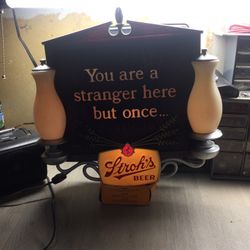 You are a
stranger here
but once...
Stroh's
BEER